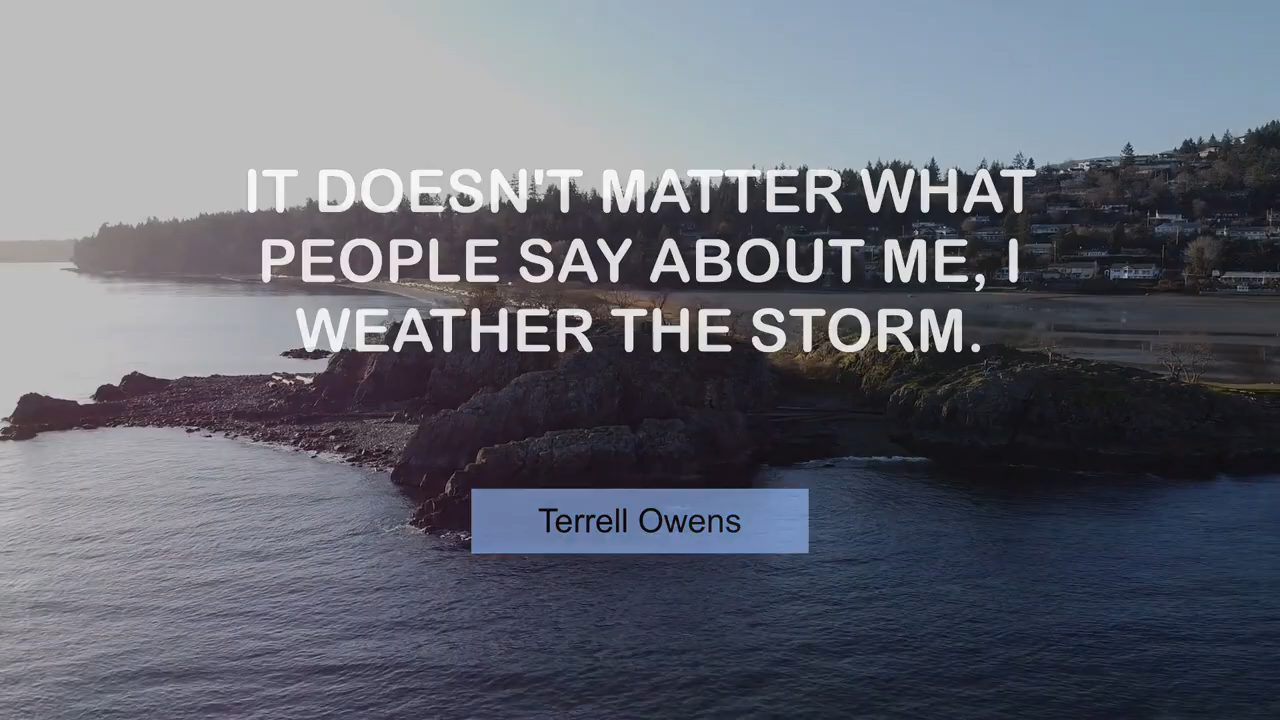 IT DOESN'T MATTER WHAT
PEOPLE SAY ABOUT ME, I
WEATHER THE STORM.
Terrell Owens